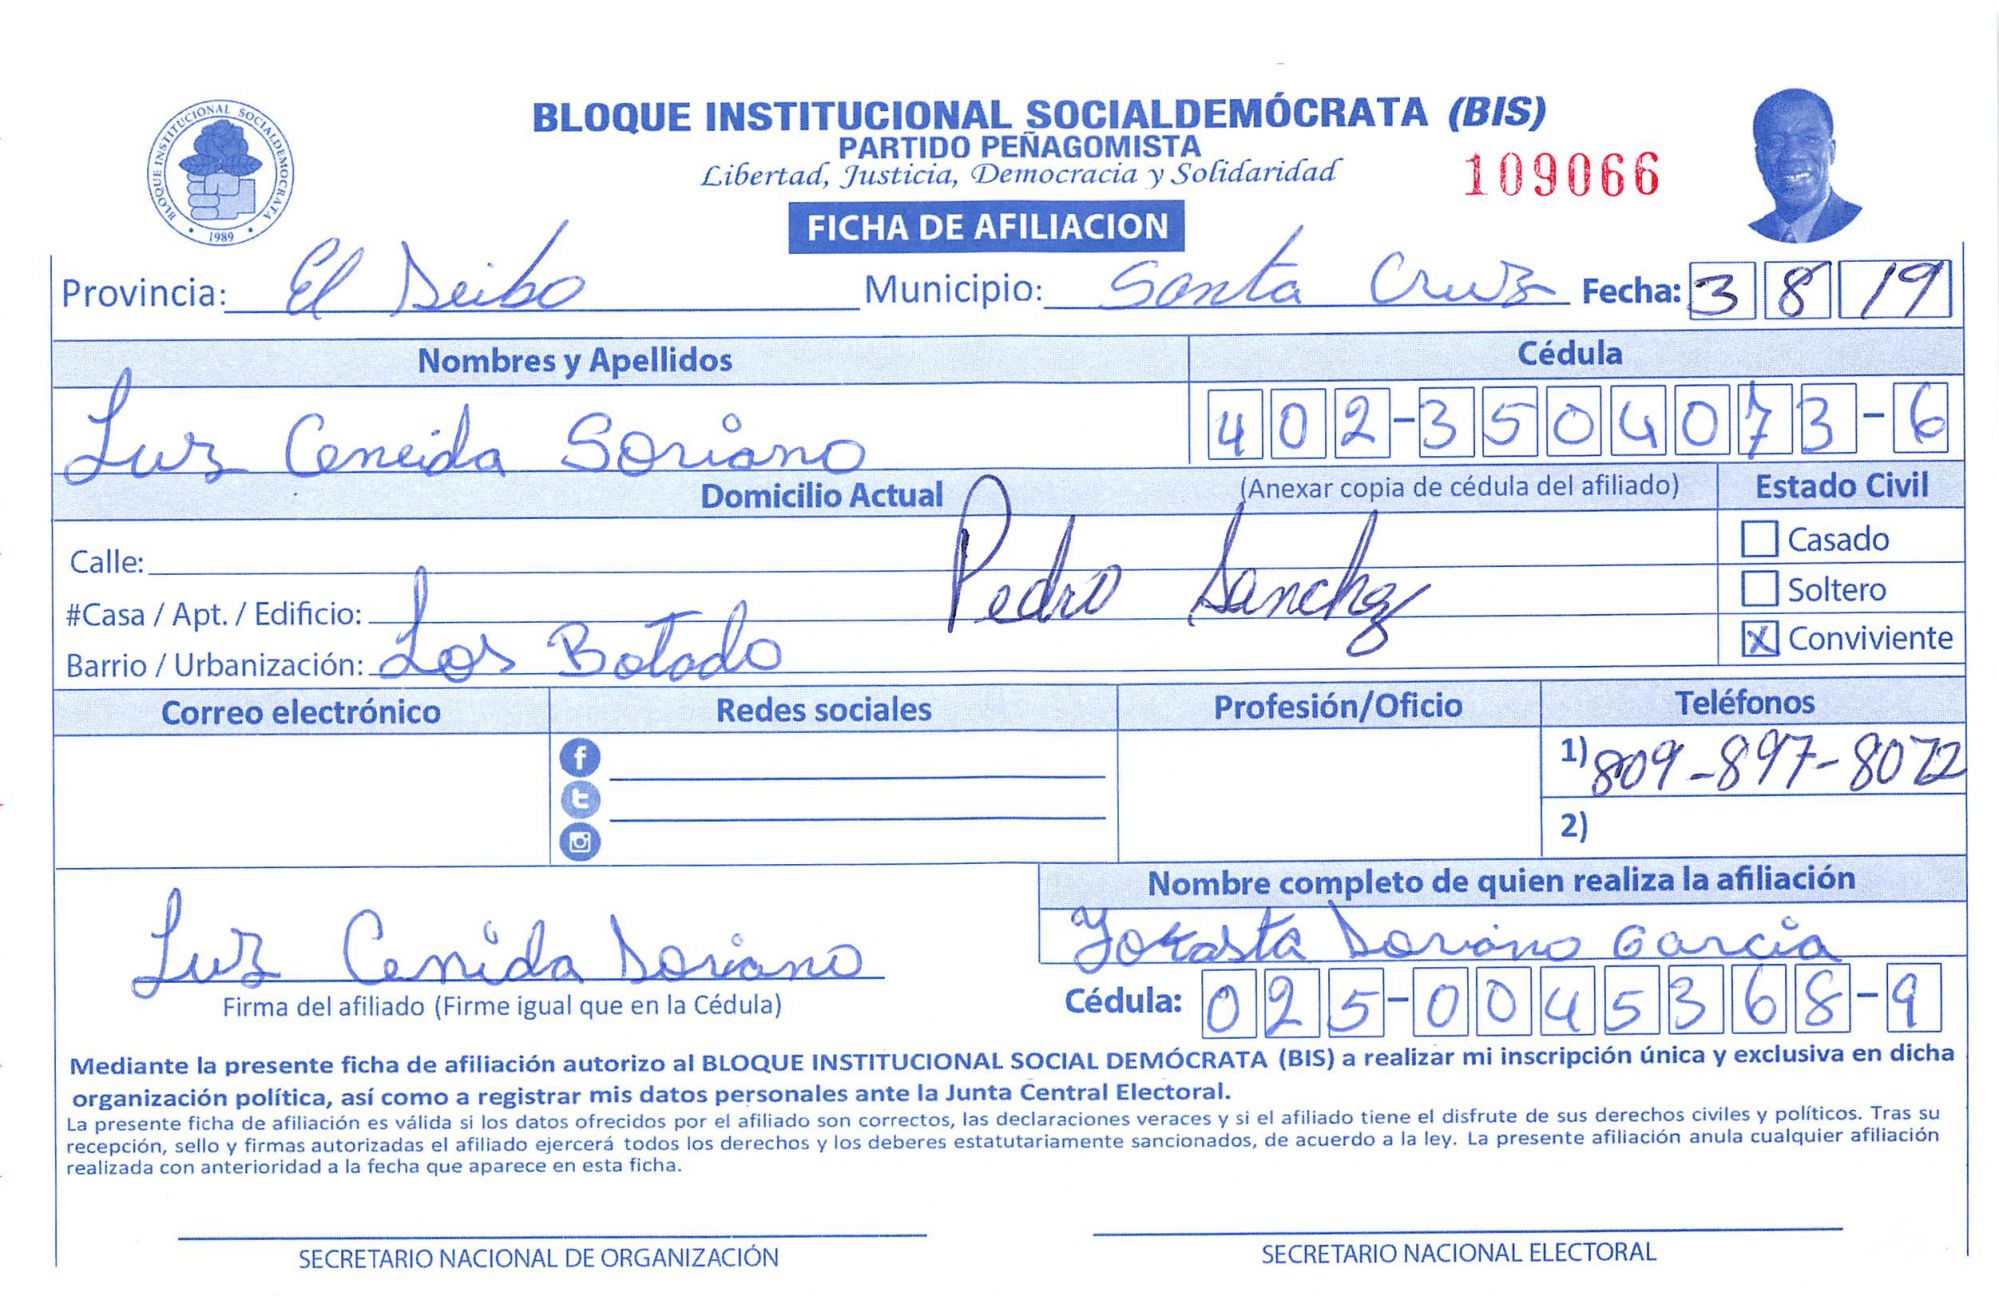 BLOQUE INSTITUCIONAL SOCIALDEMOCRATA
1989
BLOQUE INSTITUCIONAL SOCIALDEMÓCRATA (BIS)
PARTIDO PEÑAGOMISTA
Libertad, Justicia, Democracia y Solidaridad
109066
FICHA DE AFILIACION
Provincia: El Seibo Municipio: Santa Cruz Fecha: 3 8 19
Nombres y Apellidos Cédula
Luz Ceneida Soriano 402-3504073-6
Domicilio Actual (Anexar copia de cédula del afiliado) Estado Civil
Calle: Casado
#Casa / Apt. / Edificio: Pedro Sanchez Soltero
Barrio / Urbanización: Los Botado X Conviviente
Correo electrónico Redes sociales Profesión/Oficio Teléfonos
1) 809-897-8072
2)
Nombre completo de quien realiza la afiliación
Luz Cenida Soriano Yokasta Soriano Garcia
Firma del afiliado (Firme igual que en la Cédula) Cédula: 025-0045368-9
Mediante la presente ficha de afiliación autorizo al BLOQUE INSTITUCIONAL SOCIAL DEMÓCRATA (BIS) a realizar mi inscripción única y exclusiva en dicha
organización política, así como a registrar mis datos personales ante la Junta Central Electoral.
La presente ficha de afiliación es válida si los datos ofrecidos por el afiliado son correctos, las declaraciones veraces y si el afiliado tiene el disfrute de sus derechos civiles y políticos. Tras su
recepción, sello y firmas autorizadas el afiliado ejercerá todos los derechos y los deberes estatutariamente sancionados, de acuerdo a la ley. La presente afiliación anula cualquier afiliación
realizada con anterioridad a la fecha que aparece en esta ficha.
SECRETARIO NACIONAL DE ORGANIZACIÓN SECRETARIO NACIONAL ELECTORAL